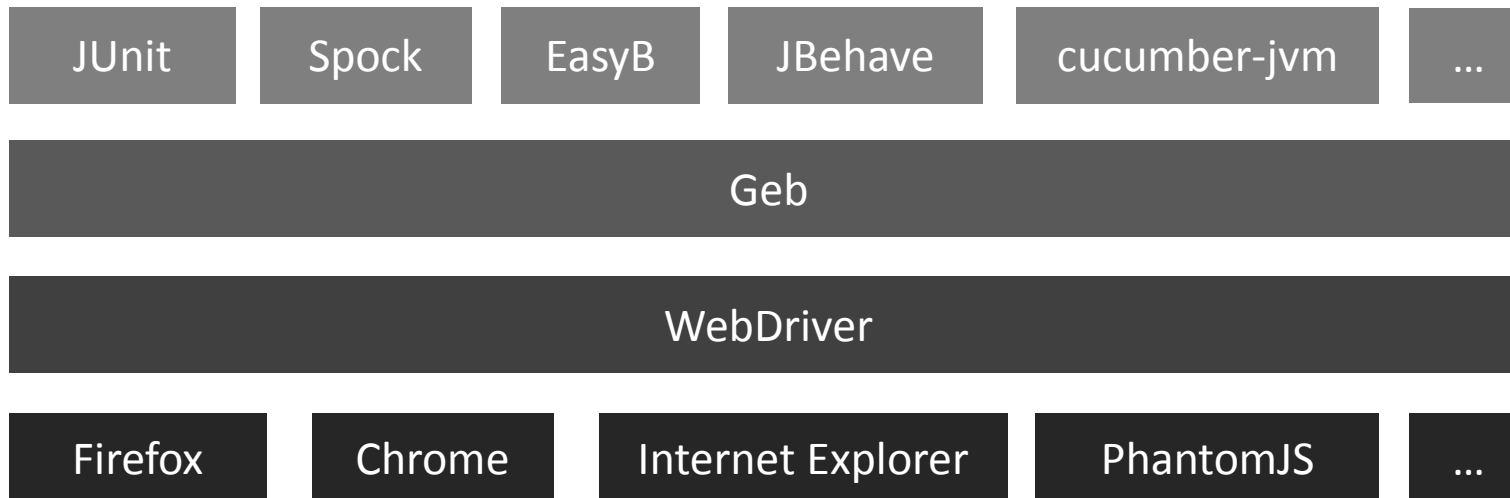 JUnit Spock EasyB JBehave cucumber-jvm …
Geb
WebDriver
Firefox Chrome Internet Explorer PhantomJS …